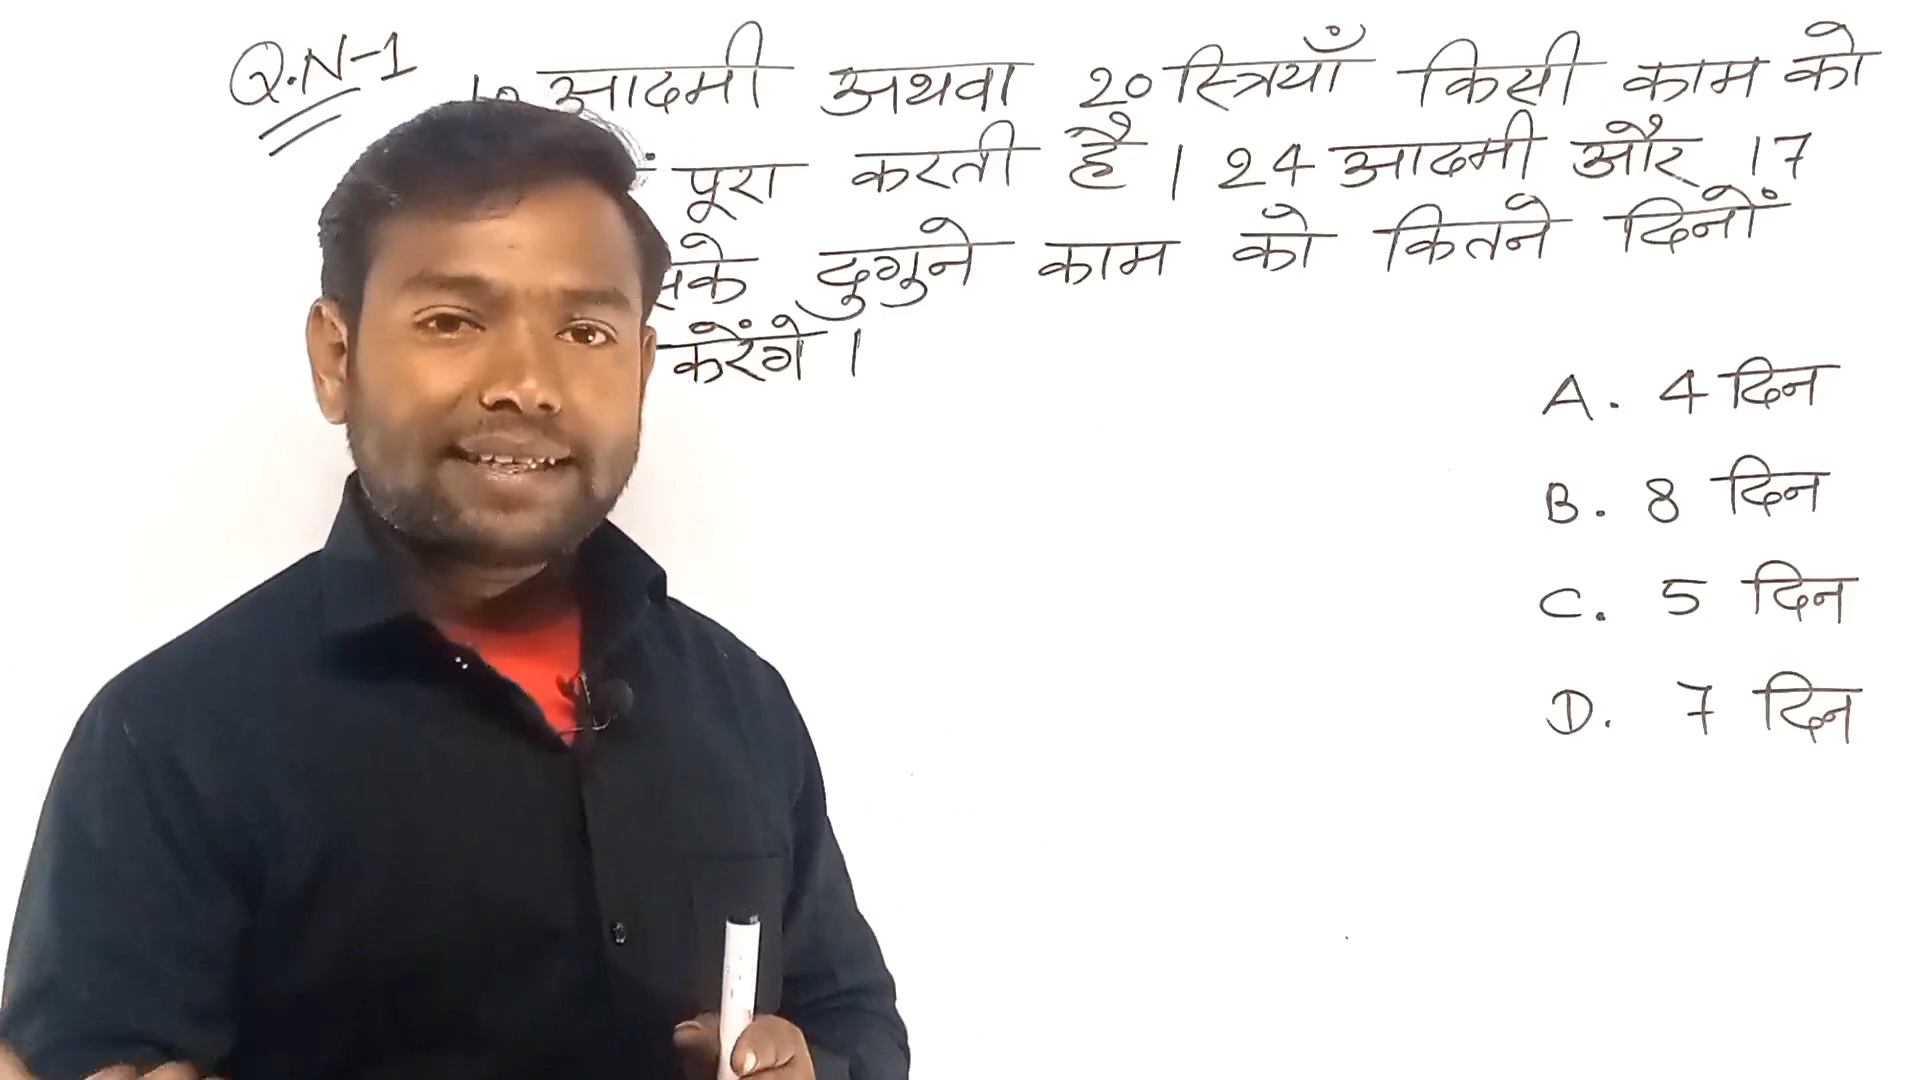 Q.N-1
आदमी अथवा 20 स्त्रियाँ किसी काम को
पूरा करती है। 24 आदमी और 17
दुगुने काम को कितने दिनों
करेंगे।
A. 4 दिन
B. 8 दिन
C. 5 दिन
D. 7 दिन